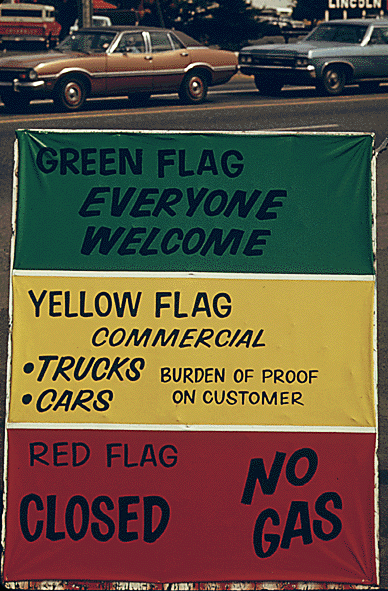 LINCOLN
GREEN FLAG
EVERYONE
WELCOME
YELLOW FLAG
COMMERCIAL
•TRUCKS
•CARS
BURDEN OF PROOF
ON CUSTOMER
RED FLAG
CLOSED
NO
GAS